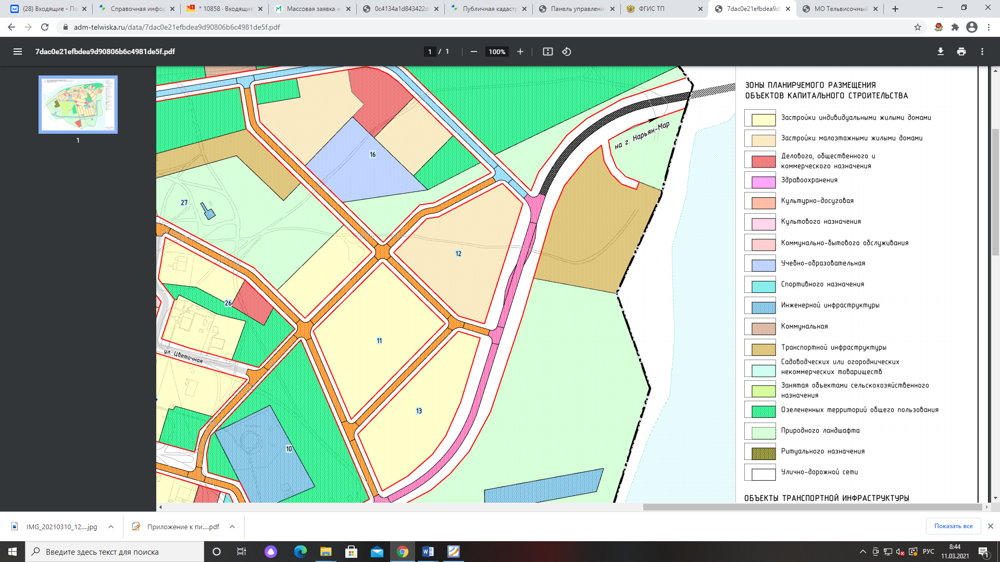 (28) Входящие - По
Справочная инфор
* 10858 · Входящие
Массовая заявка «
0c4134a1d843422d
Публичная кадастр
Панель управлени
ФГИС ТП
7dac0e21efbdea9d9
МО Тельвисочный
adm-telwiska.ru/data/7dac0e21efbdea9d90806b6c4981de5f.pdf
7dac0e21efbdea9d90806b6c4981de5f.pdf
1 / 1
100%
1
ЗОНЫ ПЛАНИРУЕМОГО РАЗМЕЩЕНИЯ
ОБЪЕКТОВ КАПИТАЛЬНОГО СТРОИТЕЛЬСТВА
Застройки индивидуальными жилыми домами
Застройки малоэтажными жилыми домами
Делового, общественного и
коммерческого назначения
Здравоохранения
Культурно-досуговая
Культового назначения
Коммунально-бытового обслуживания
Учебно-образовательная
Спортивного назначения
Инженерной инфраструктуры
Коммунальная
Транспортной инфраструктуры
Садоводческих или огороднических
некоммерческих товариществ
Занятая объектами сельскохозяйственного
назначения
Озелененных территорий общего пользования
Природного ландшафта
Ритуального назначения
Улично-дорожной сети
ОБЪЕКТЫ ТРАНСПОРТНОЙ ИНФРАСТРУКТУРЫ
на г. Нарьян-Мар
16
27
12
26
11
ул. Цветочная
13
10
IMG_20210310_12....jpg
Приложение к пи....pdf
Показать все
Введите здесь текст для поиска
РУС
8:44
11.03.2021
1